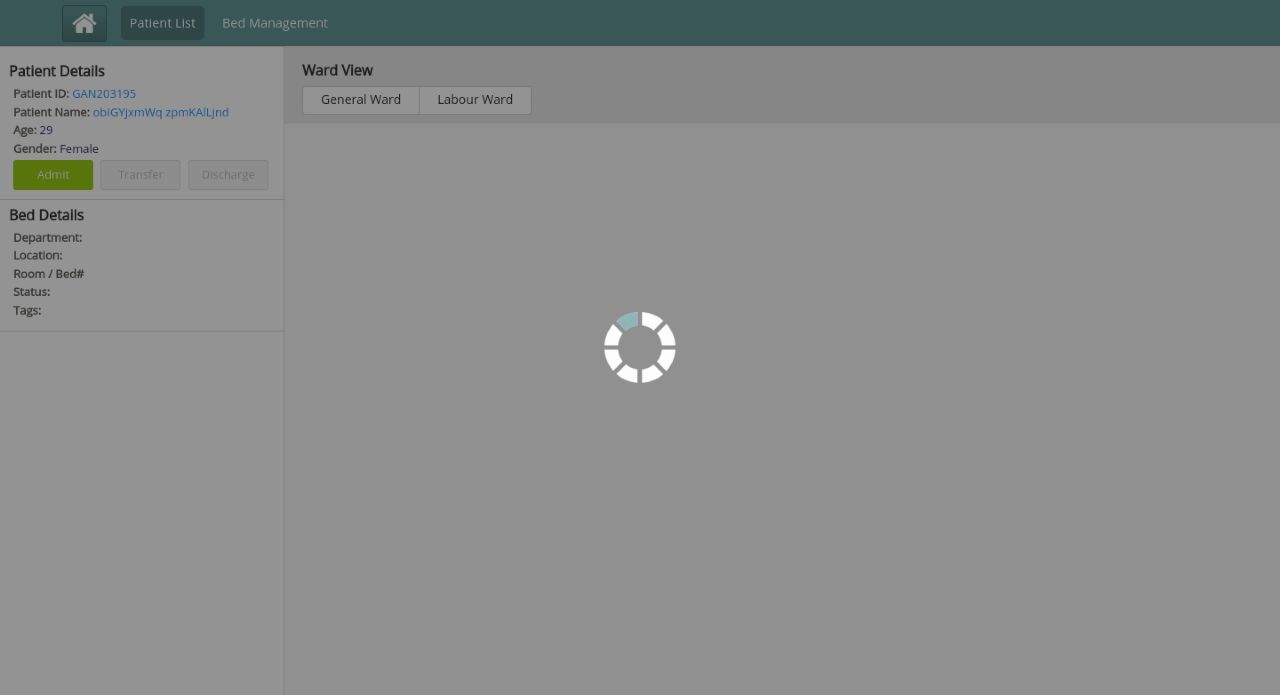 Patient List Bed Management
Patient Details
Patient ID: GAN203195
Patient Name: obiGYjxmWq zpmKAlLjnd
Age: 29
Gender: Female
Admit Transfer Discharge
Bed Details
Department:
Location:
Room / Bed#
Status:
Tags:
Ward View
General Ward Labour Ward